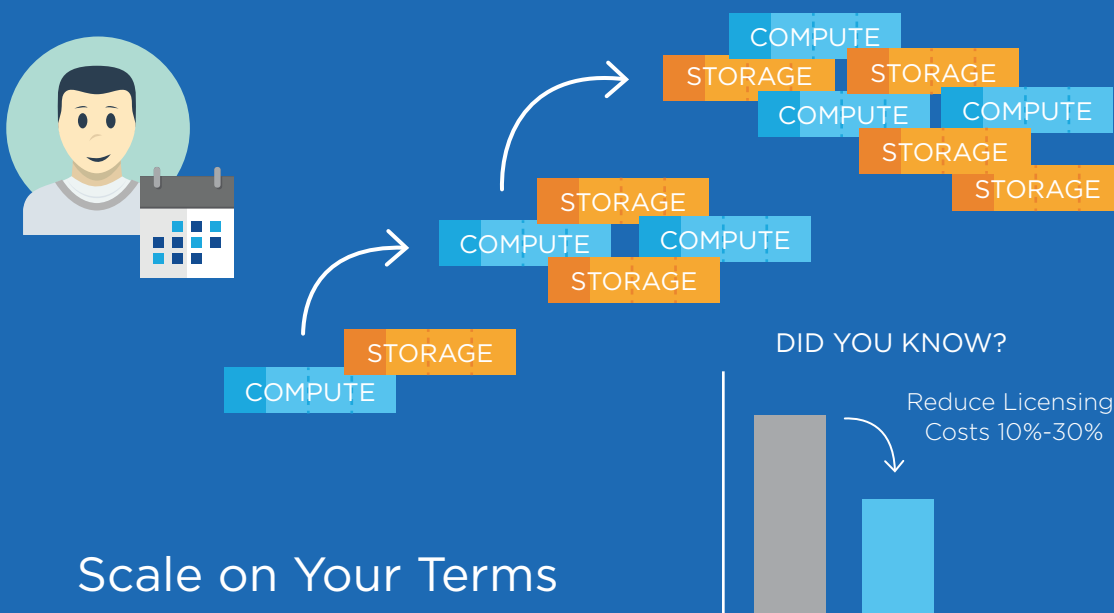 COMPUTE
STORAGE
STORAGE
COMPUTE
COMPUTE
STORAGE
STORAGE
COMPUTE
COMPUTE
STORAGE
STORAGE
COMPUTE
STORAGE
COMPUTE
DID YOU KNOW?
Reduce Licensing
Costs 10%-30%
Scale on Your Terms